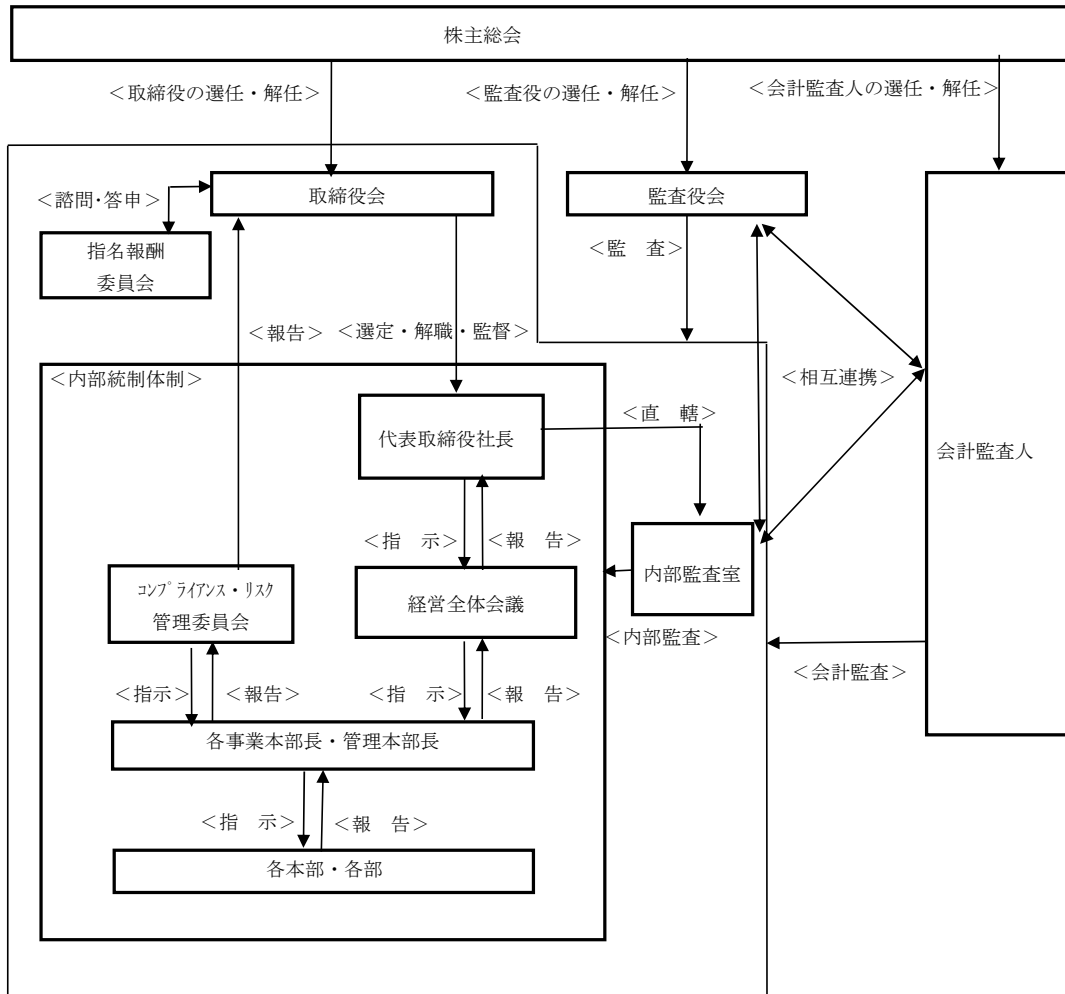 株主総会
＜取締役の選任・解任＞
＜監査役の選任・解任＞
＜会計監査人の選任・解任＞
取締役会
監査役会
＜諮問・答申＞
指名報酬
委員会
＜監　査＞
＜報告＞
＜選定・解職・監督＞
＜内部統制体制＞
＜相互連携＞
＜直　轄＞
代表取締役社長
会計監査人
＜指　示＞
＜報　告＞
内部監査室
ｺﾝﾌﾟﾗｲｱﾝｽ・ﾘｽｸ
管理委員会
経営全体会議
＜内部監査＞
＜会計監査＞
＜指示＞
＜報告＞
＜指　示＞
＜報　告＞
各事業本部長・管理本部長
＜指　示＞
＜報　告＞
各本部・各部